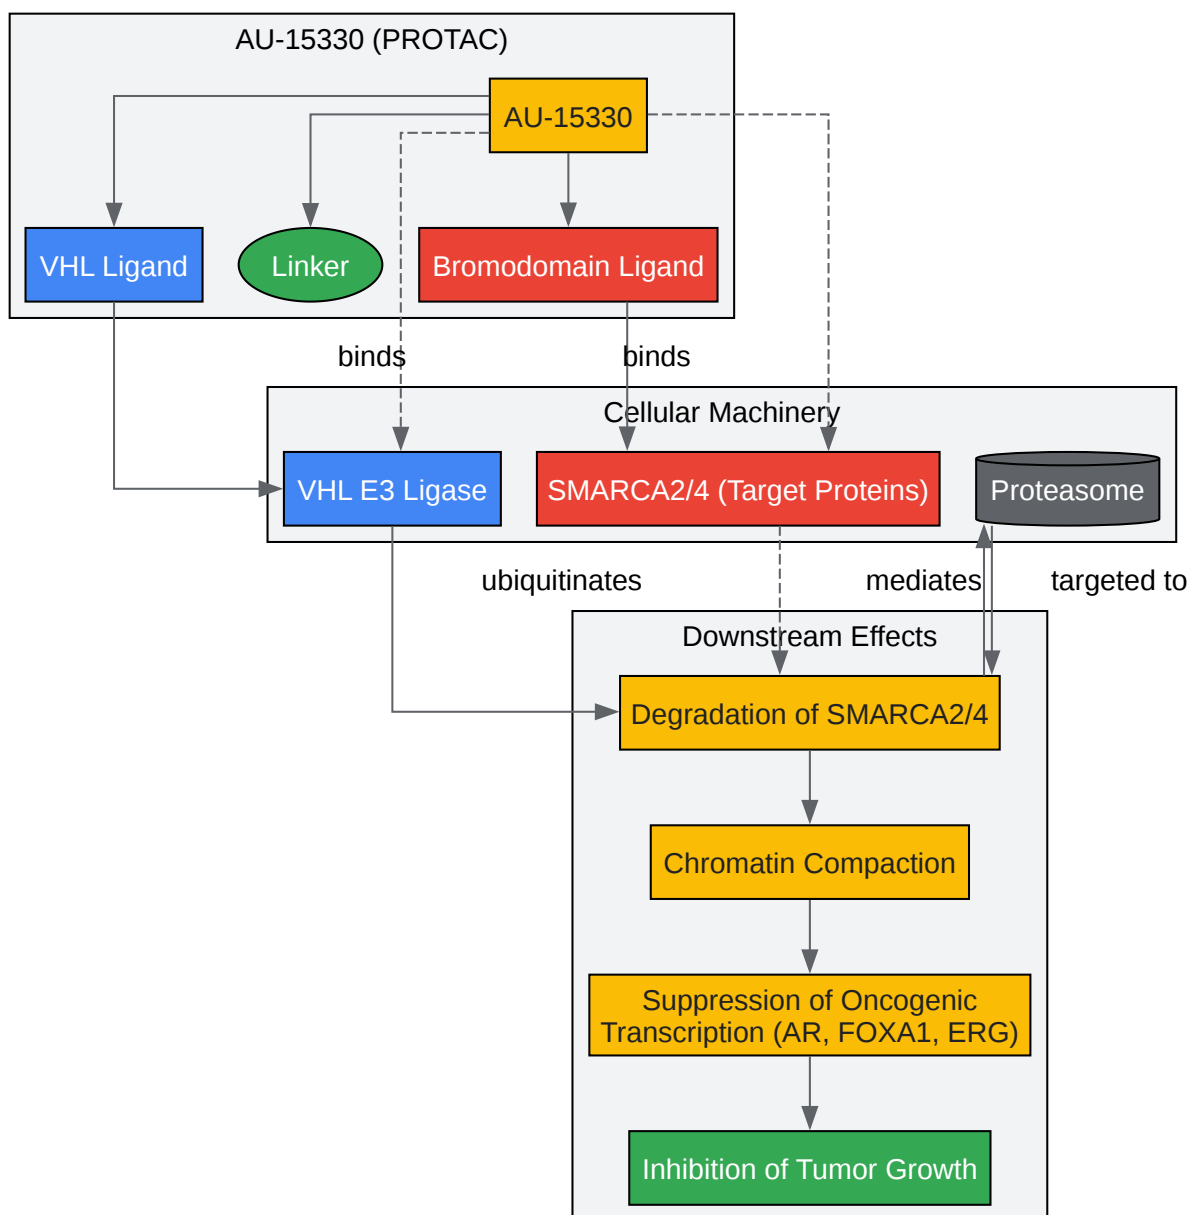 AU-15330 (PROTAC)
AU-15330
VHL Ligand
Linker
Bromodomain Ligand
binds
binds
Cellular Machinery
VHL E3 Ligase
SMARCA2/4 (Target Proteins)
Proteasome
ubiquitinates
mediates
targeted to
Downstream Effects
Degradation of SMARCA2/4
Chromatin Compaction
Suppression of Oncogenic
Transcription (AR, FOXA1, ERG)
Inhibition of Tumor Growth